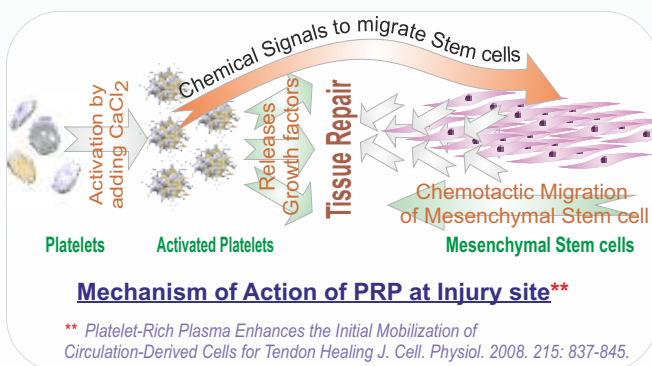 Chemical Signals to migrate Stem cells
Activation by
adding CaCl2
Releases
Growth factors
Tissue Repair
Chemotactic Migration
of Mesenchymal Stem cell
Platelets
Activated Platelets
Mesenchymal Stem cells
Mechanism of Action of PRP at Injury site**
** Platelet-Rich Plasma Enhances the Initial Mobilization of
Circulation-Derived Cells for Tendon Healing J. Cell. Physiol. 2008. 215: 837-845.